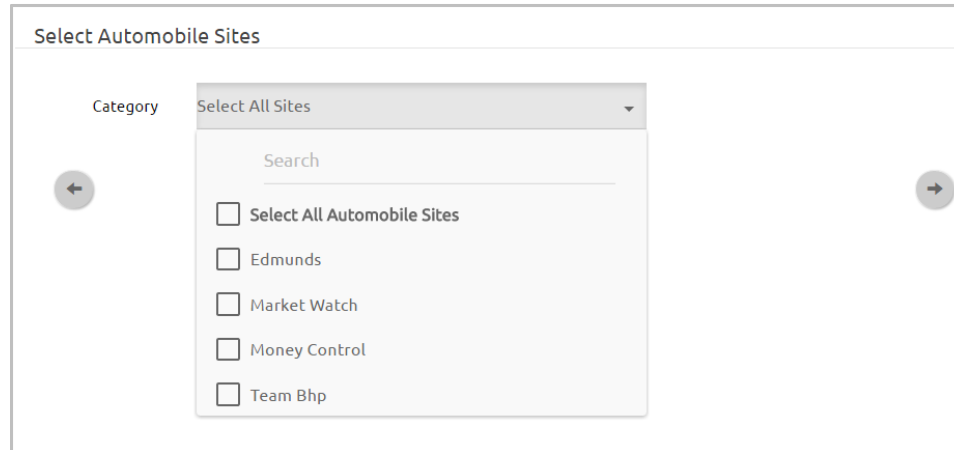 Select Automobile Sites
Category
Select All Sites
Search
Select All Automobile Sites
Edmunds
Market Watch
Money Control
Team Bhp